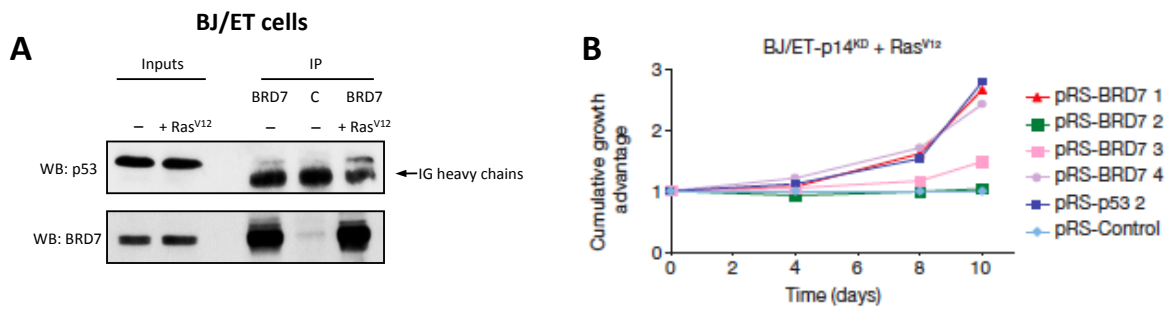 BJ/ET cells
A
Inputs IP
BRD7 C BRD7
– + RasV12 – – + RasV12
WB: p53
IG heavy chains
WB: BRD7
B
BJ/ET-p14KD + RasV12
Cumulative growth
advantage
3
2
1
0
0 2 4 6 8 10
Time (days)
pRS-BRD7 1
pRS-BRD7 2
pRS-BRD7 3
pRS-BRD7 4
pRS-p53 2
pRS-Control